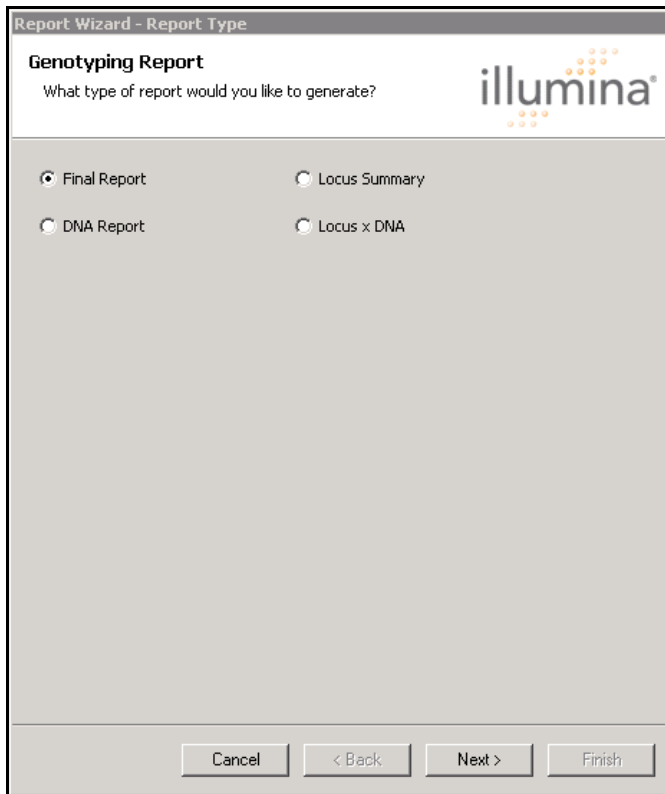 Report Wizard - Report Type
Genotyping Report
What type of report would you like to generate?
illumina®
Final Report
Locus Summary
DNA Report
Locus x DNA
Cancel
< Back
Next >
Finish